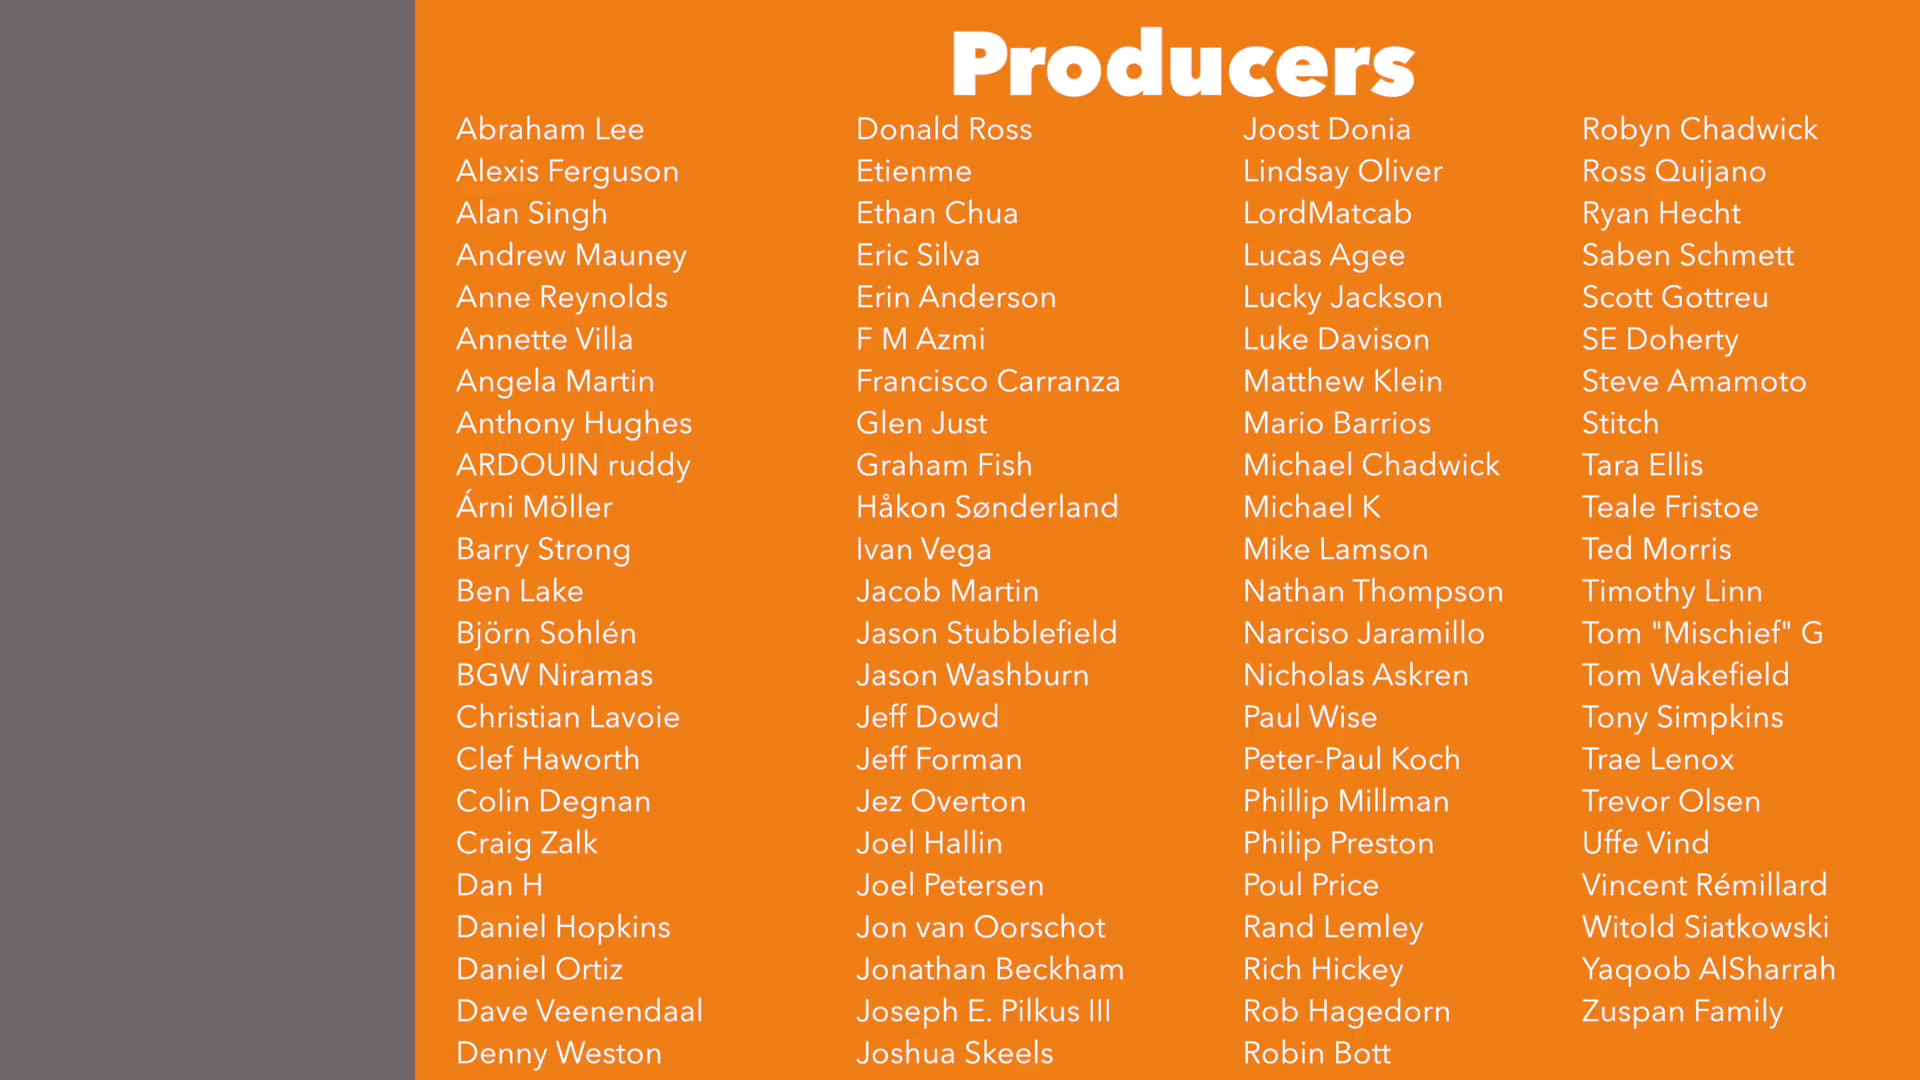 Producers
Abraham Lee
Alexis Ferguson
Alan Singh
Andrew Mauney
Anne Reynolds
Annette Villa
Angela Martin
Anthony Hughes
ARDOUIN ruddy
Árni Möller
Barry Strong
Ben Lake
Björn Sohlén
BGW Niramas
Christian Lavoie
Clef Haworth
Colin Degnan
Craig Zalk
Dan H
Daniel Hopkins
Daniel Ortiz
Dave Veenendaal
Denny Weston
Donald Ross
Etienme
Ethan Chua
Eric Silva
Erin Anderson
F M Azmi
Francisco Carranza
Glen Just
Graham Fish
Håkon Sønderland
Ivan Vega
Jacob Martin
Jason Stubblefield
Jason Washburn
Jeff Dowd
Jeff Forman
Jez Overton
Joel Hallin
Joel Petersen
Jon van Oorschot
Jonathan Beckham
Joseph E. Pilkus III
Joshua Skeels
Joost Donia
Lindsay Oliver
LordMatcab
Lucas Agee
Lucky Jackson
Luke Davison
Matthew Klein
Mario Barrios
Michael Chadwick
Michael K
Mike Lamson
Nathan Thompson
Narciso Jaramillo
Nicholas Askren
Paul Wise
Peter-Paul Koch
Phillip Millman
Philip Preston
Poul Price
Rand Lemley
Rich Hickey
Rob Hagedorn
Robin Bott
Robyn Chadwick
Ross Quijano
Ryan Hecht
Saben Schmett
Scott Gottreu
SE Doherty
Steve Amamoto
Stitch
Tara Ellis
Teale Fristoe
Ted Morris
Timothy Linn
Tom "Mischief" G
Tom Wakefield
Tony Simpkins
Trae Lenox
Trevor Olsen
Uffe Vind
Vincent Rémillard
Witold Siatkowski
Yaqoob AlSharrah
Zuspan Family